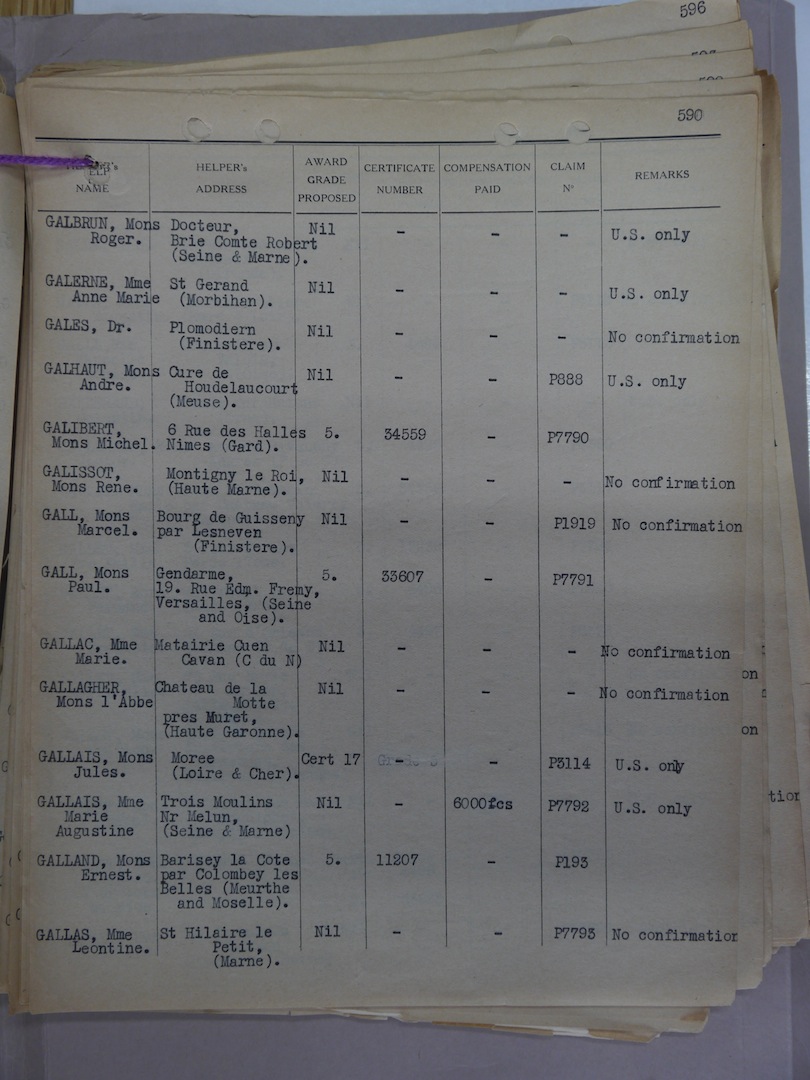 596
590
NAME
HELPER'S
ADDRESS
AWARD
GRADE
PROPOSED
CERTIFICATE
NUMBER
COMPENSATION
PAID
CLAIM
Nº
REMARKS
GALBRUN, Mons Docteur, Nil - - - U.S. only
Roger. Brie Comte Robert
(Seine & Marne).
GALERNE, Mme St Gerand Nil - - - U.S. only
Anne Marie (Morbihan).
GALES, Dr. Plomodiern Nil - - - No confirmation
(Finistere).
GALHAUT, Mons Cure de Nil - - P888 U.S. only
Andre. Houdelaucourt
(Meuse).
GALIBERT, 6 Rue des Halles 5. 34559 - P7790
Mons Michel. Nimes (Gard).
GALISSOT, Montigny le Roi, Nil - - - No confirmation
Mons Rene. (Haute Marne).
GALL, Mons Bourg de Guisseny Nil - - P1919 No confirmation
Marcel. par Lesneven
(Finistere).
GALL, Mons Gendarme, 5. 33607 - P7791
Paul. 19. Rue Edm. Fremy,
Versailles, (Seine
and Oise).
GALLAC, Mme Matairie Cuen Nil - - - No confirmation
Marie. Cavan (C du N)
GALLAGHER, Chateau de la Nil - - - No confirmation
Mons l'Abbe Motte
pres Muret,
(Haute Garonne).
GALLAIS, Mons Moree Cert 17 - - P3114 U.S. only
Jules. (Loire & Cher).
GALLAIS, Mme Trois Moulins Nil - 6000fcs P7792 U.S. only
Marie Nr Melun,
Augustine (Seine & Marne)
GALLAND, Mons Barisey la Cote 5. 11207 - P193
Ernest. par Colombey les
Belles (Meurthe
and Moselle).
GALLAS, Mme St Hilaire le Nil - - P7793 No confirmation
Leontine. Petit,
(Marne).